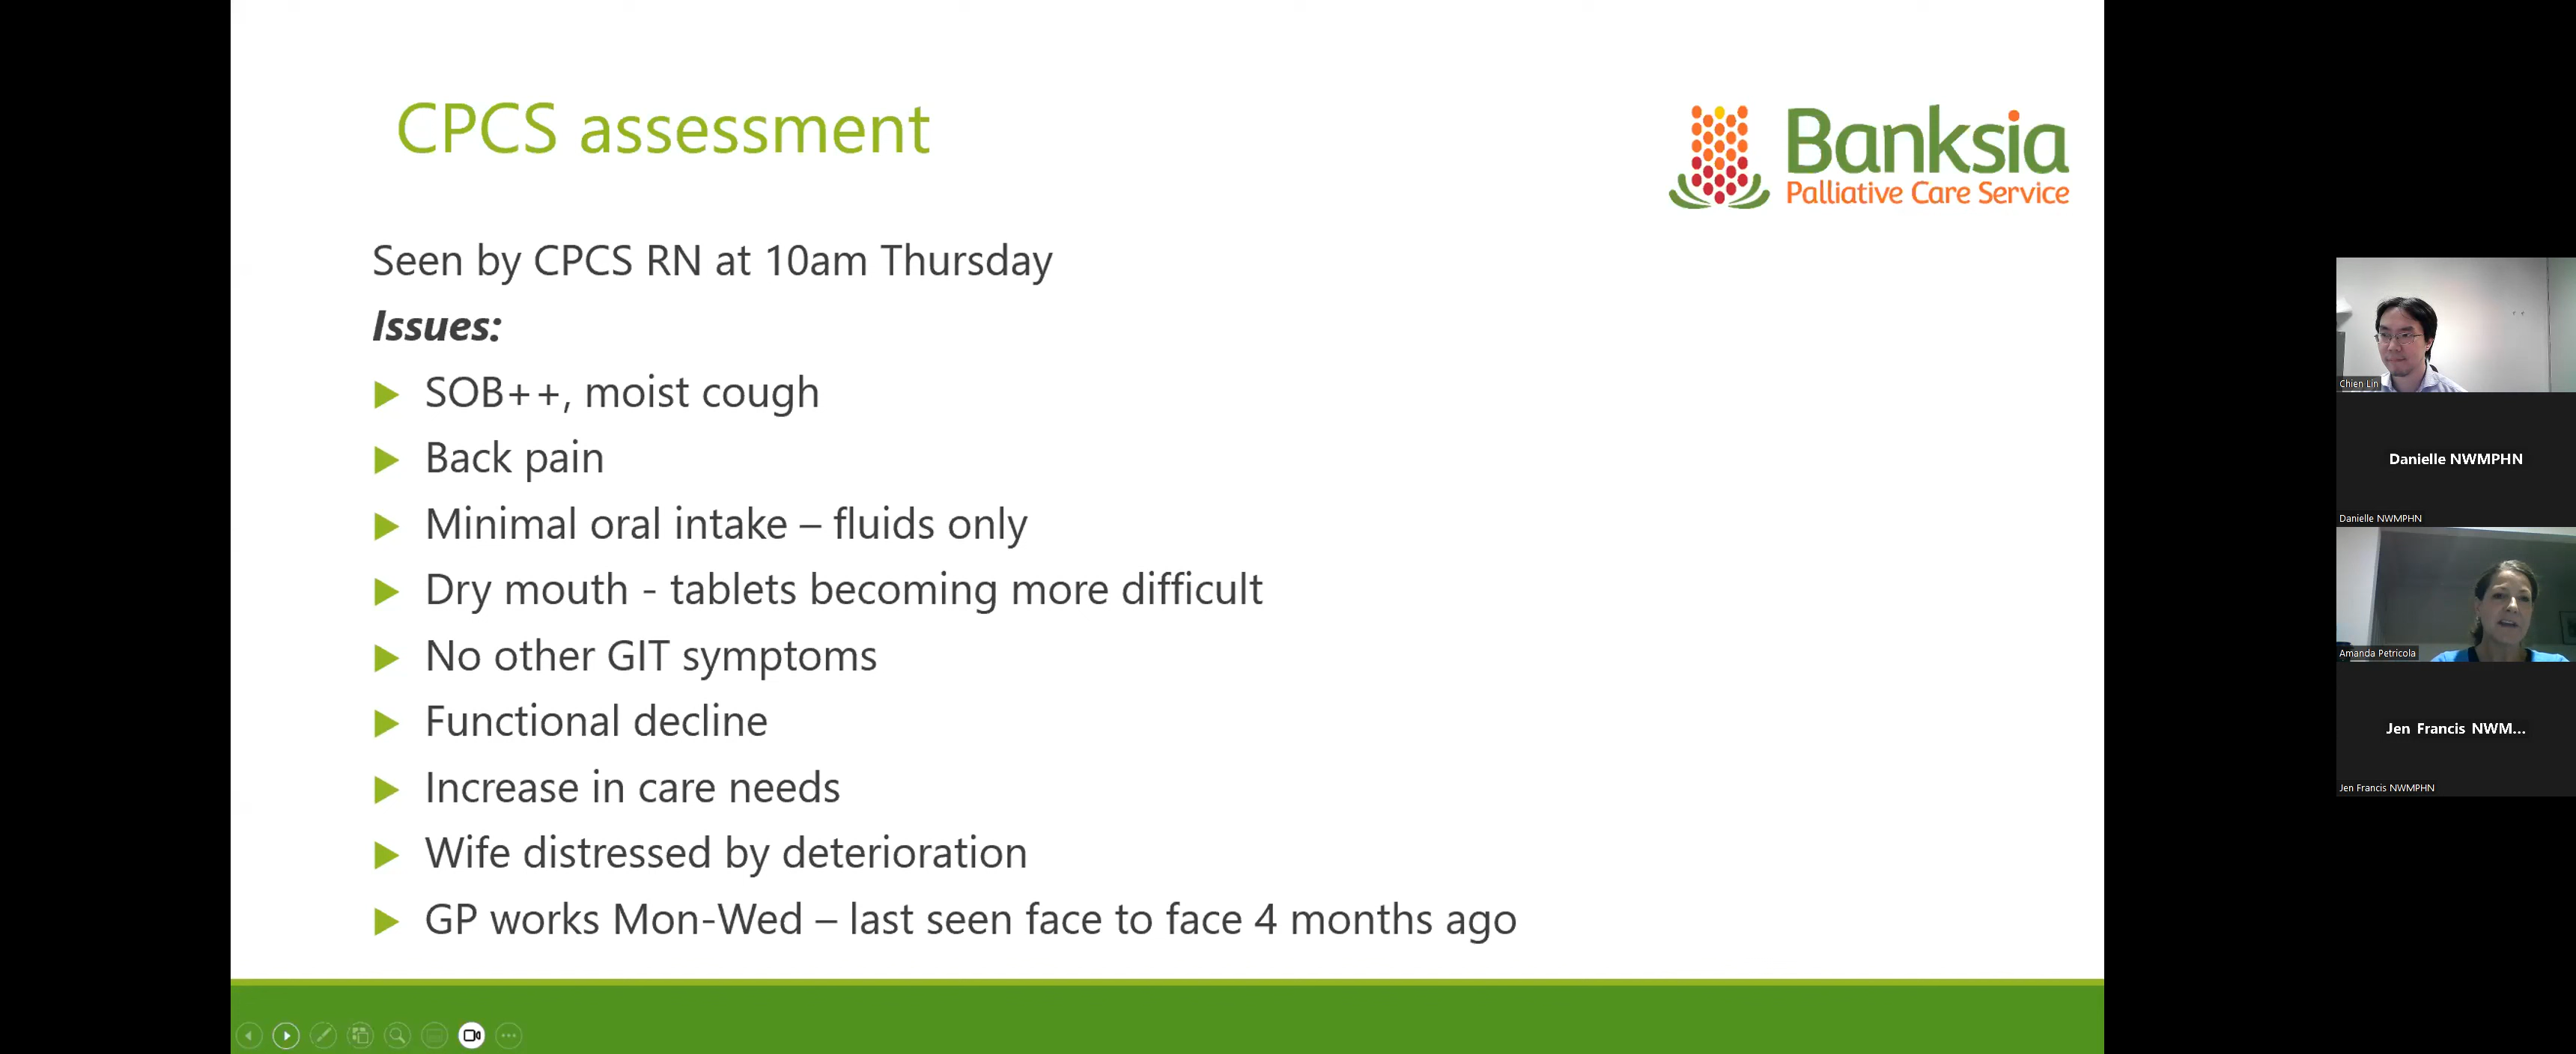 CPCS assessment
Banksia
Palliative Care Service
Seen by CPCS RN at 10am Thursday
Issues:
SOB++, moist cough
Back pain
Minimal oral intake – fluids only
Dry mouth - tablets becoming more difficult
No other GIT symptoms
Functional decline
Increase in care needs
Wife distressed by deterioration
GP works Mon-Wed – last seen face to face 4 months ago
Chien Lin
Danielle NWMPHN
Danielle NWMPHN
Amanda Petricola
Jen Francis NWM...
Jen Francis NWMPHN